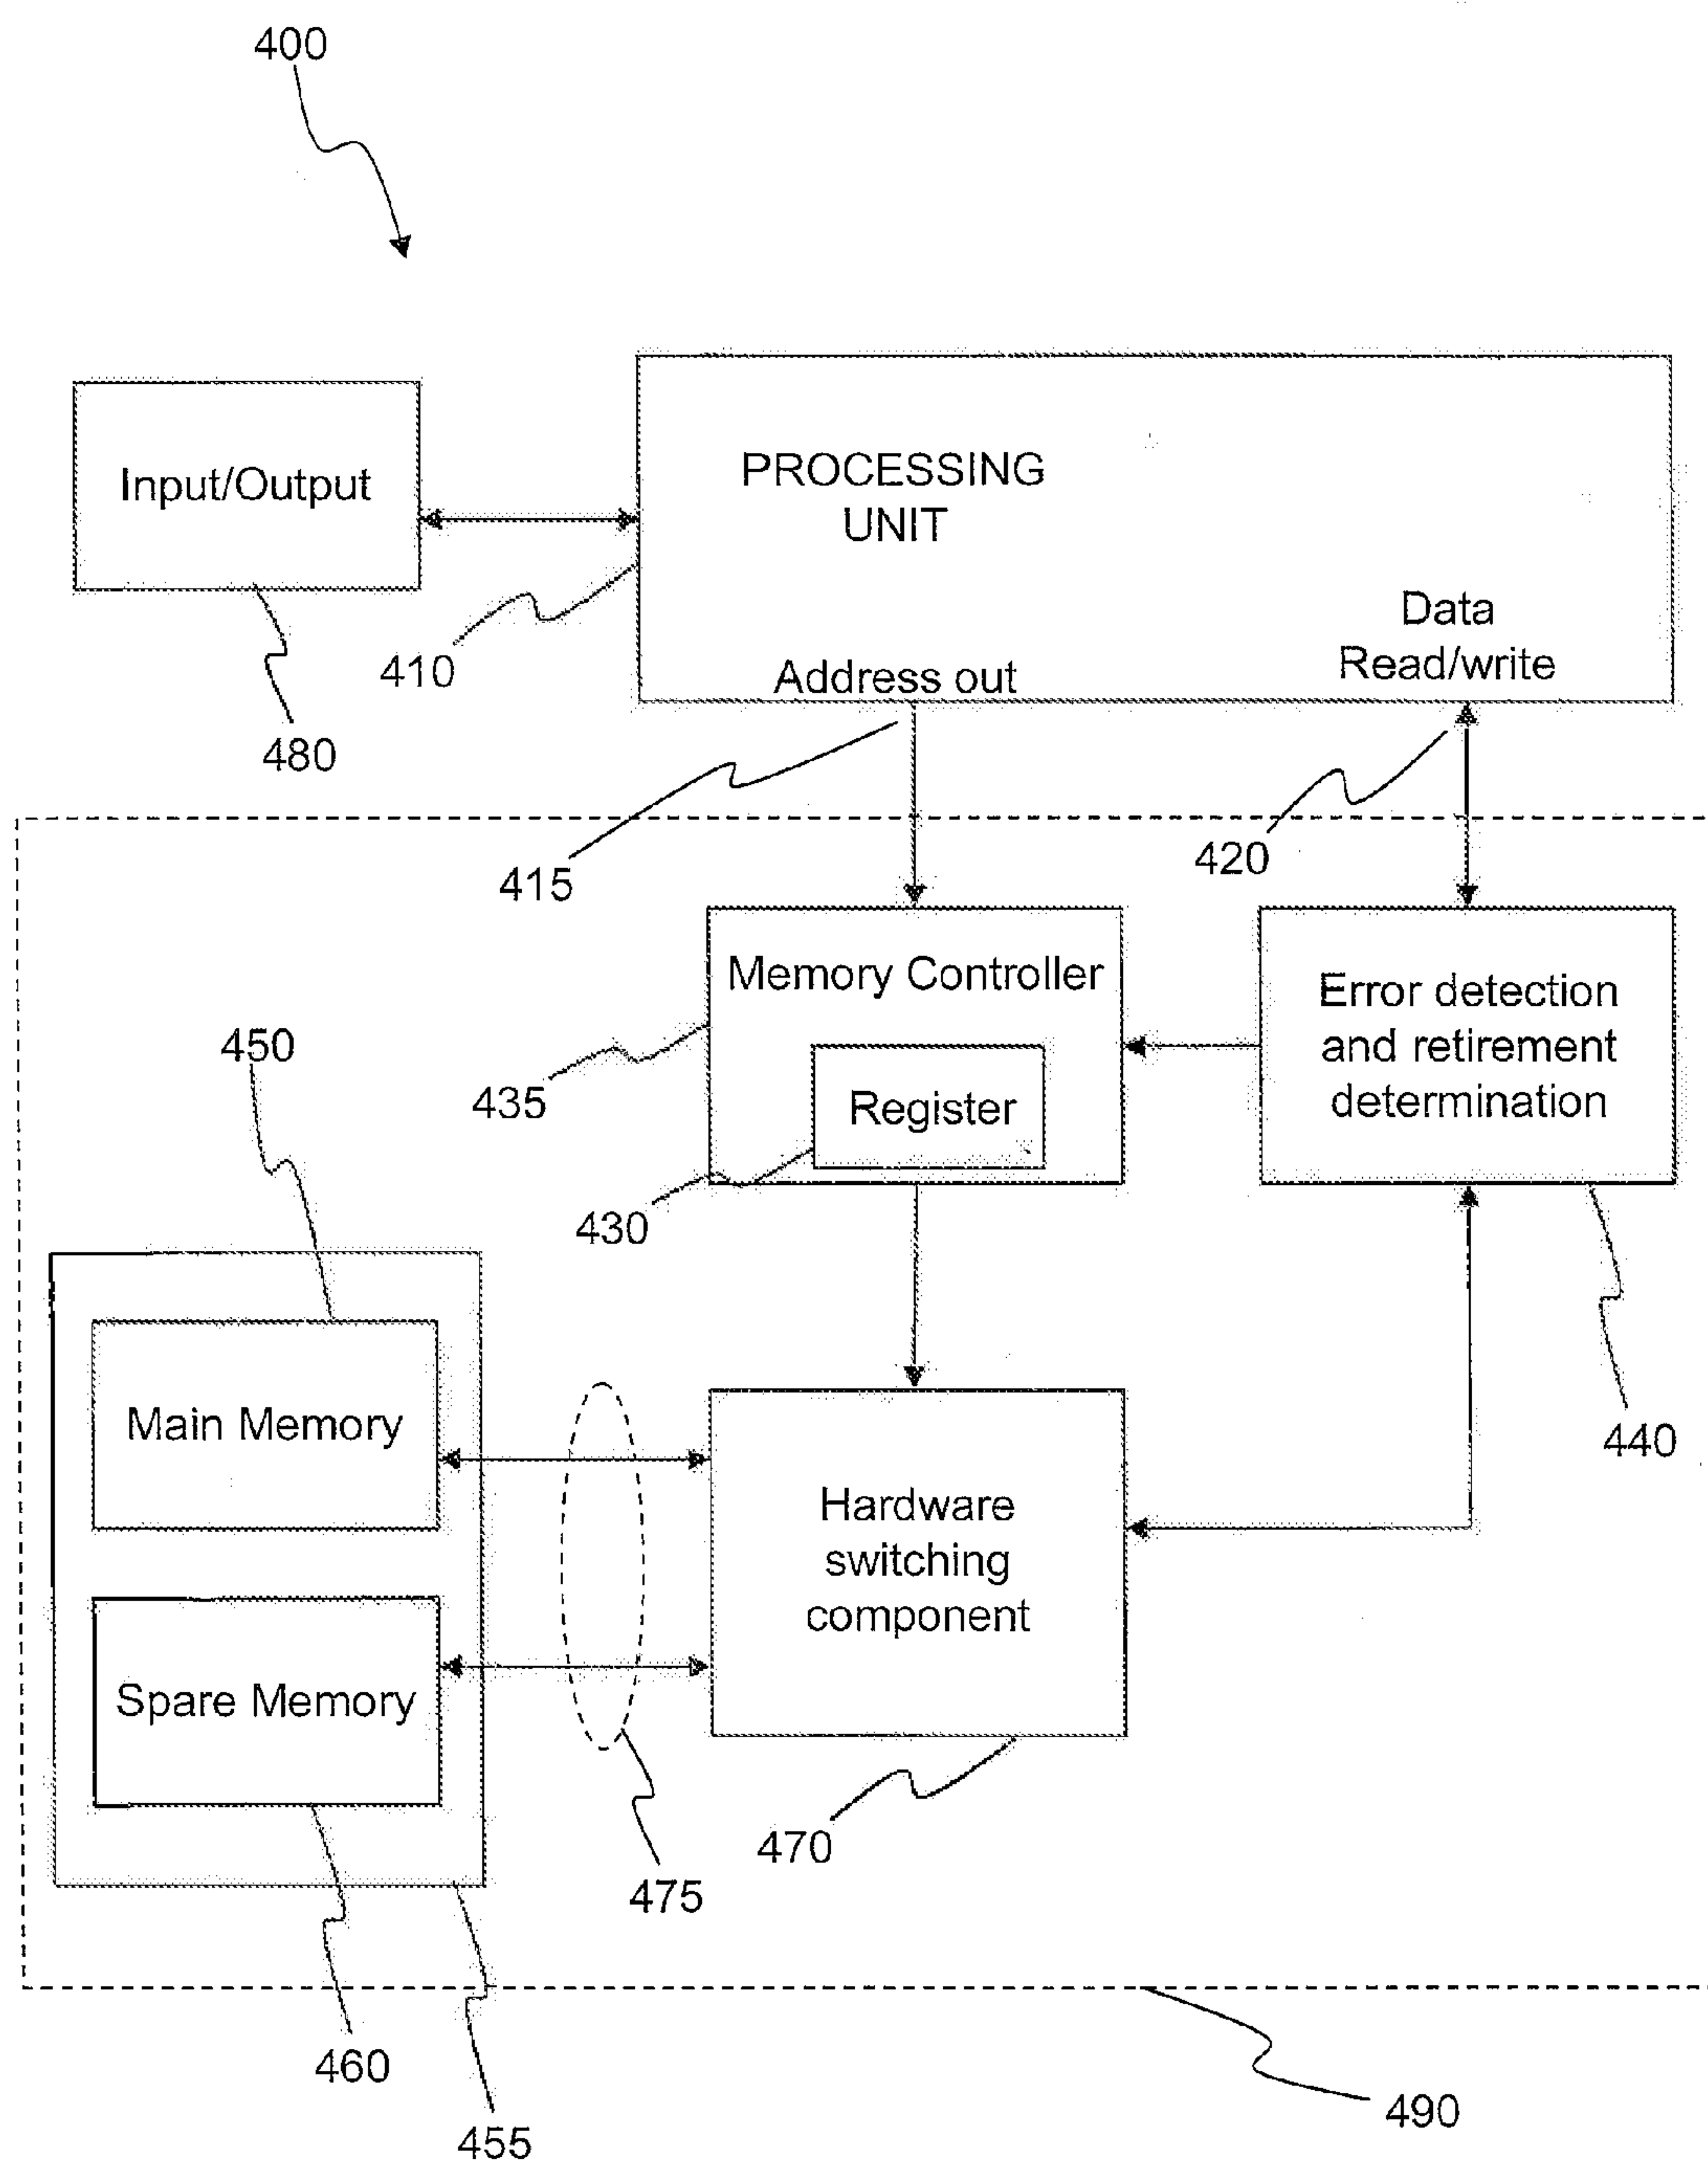 400
Input/Output
PROCESSING
UNIT
Data
Read/write
Address out
410
480
415
420
Memory Controller
Register
Error detection
and retirement
determination
450
435
430
440
Main Memory
Hardware
switching
component
Spare Memory
470
475
460
455
490